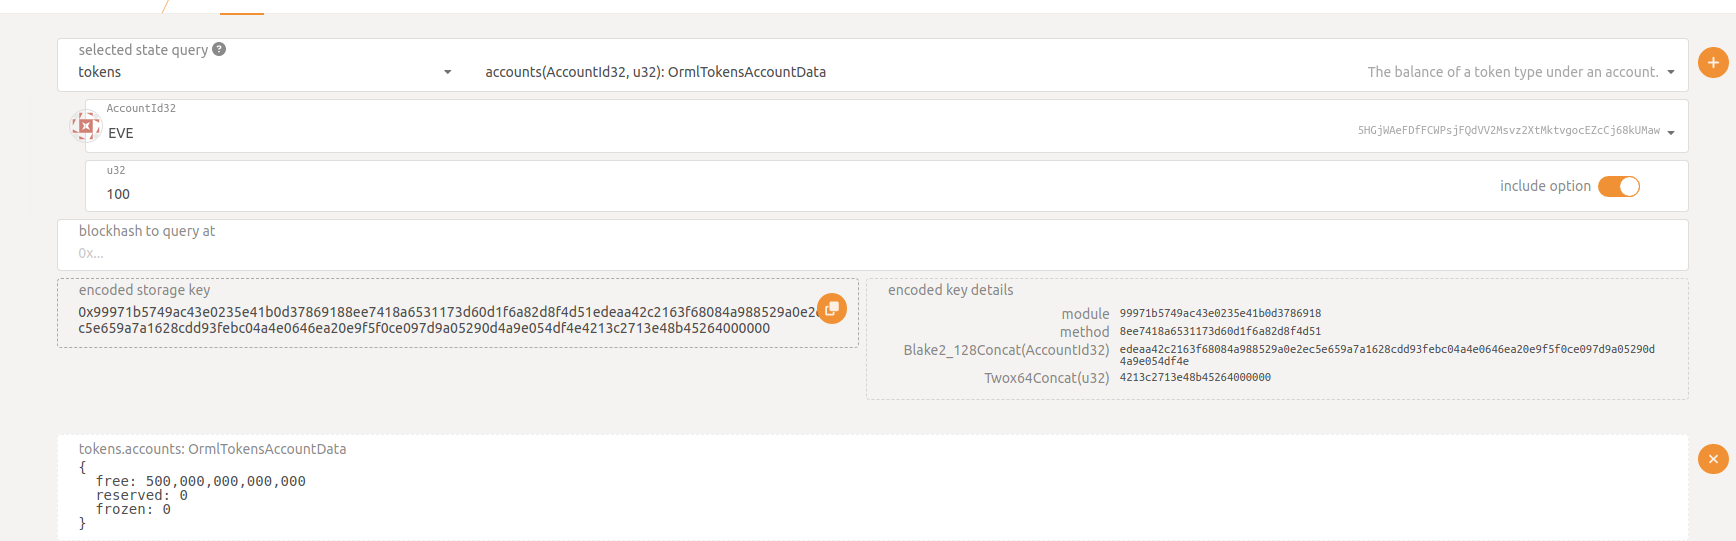 selected state query ?
tokens
accounts(AccountId32, u32): OrmlTokensAccountData
The balance of a token type under an account.
AccountId32
EVE
5HGjWAeFDfFCWPsjFQdVV2Msvz2XtMktvgocEZcCj68kUMaw
u32
100
include option
blockhash to query at
0x...
encoded storage key
0x99971b5749ac43e0235e41b0d37869188ee7418a6531173d60d1f6a82d8f4d51edeaa42c2163f68084a988529a0e2
c5e659a7a1628cdd93febc04a4e0646ea20e9f5f0ce097d9a05290d4a9e054df4e4213c2713e48b45264000000
encoded key details
module 99971b5749ac43e0235e41b0d3786918
method 8ee7418a6531173d60d1f6a82d8f4d51
Blake2_128Concat(AccountId32) edeaa42c2163f68084a988529a0e2ec5e659a7a1628cdd93febc04a4e0646ea20e9f5f0ce097d9a05290d
4a9e054df4e
Twox64Concat(u32) 4213c2713e48b45264000000
tokens.accounts: OrmlTokensAccountData
{
free: 500,000,000,000,000
reserved: 0
frozen: 0
}